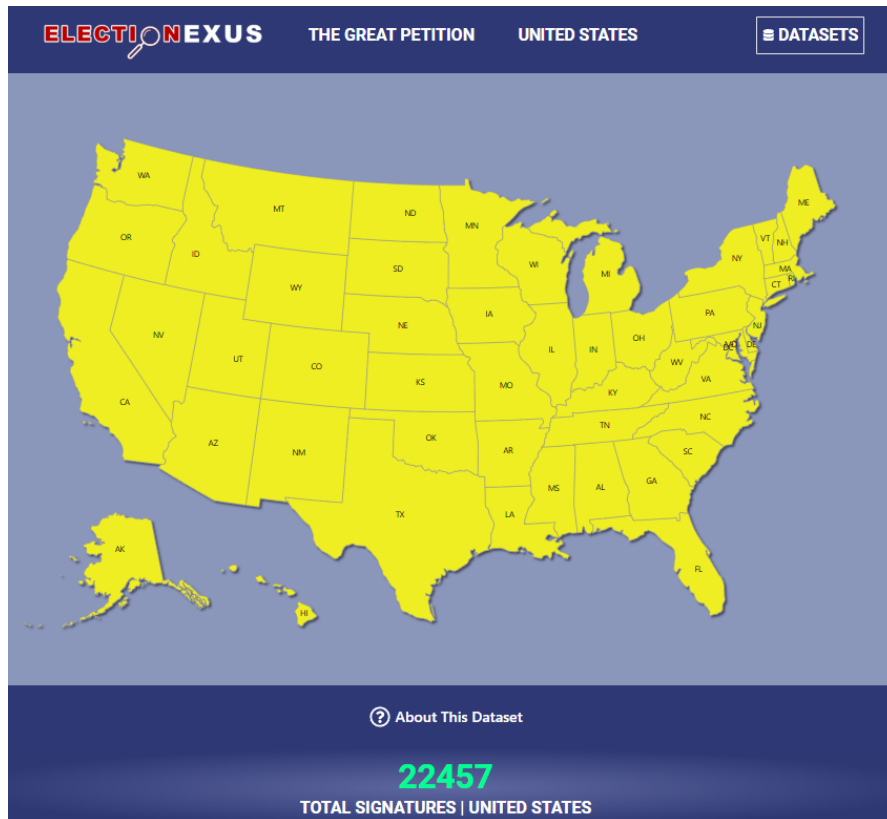 ELECTIONEXUS THE GREAT PETITION UNITED STATES DATASETS
WA
MT
ND
MN
ME
OR
ID
SD
WI
MI
NY
VT
NH
MA
RI
CT
WY
IA
PA
NJ
NV
NE
IL
IN
OH
MD
DC
DE
UT
CO
WV
VA
CA
KS
MO
KY
AZ
NM
OK
AR
TN
NC
SC
TX
LA
MS
AL
GA
AK
FL
HI
? About This Dataset
22457
TOTAL SIGNATURES | UNITED STATES